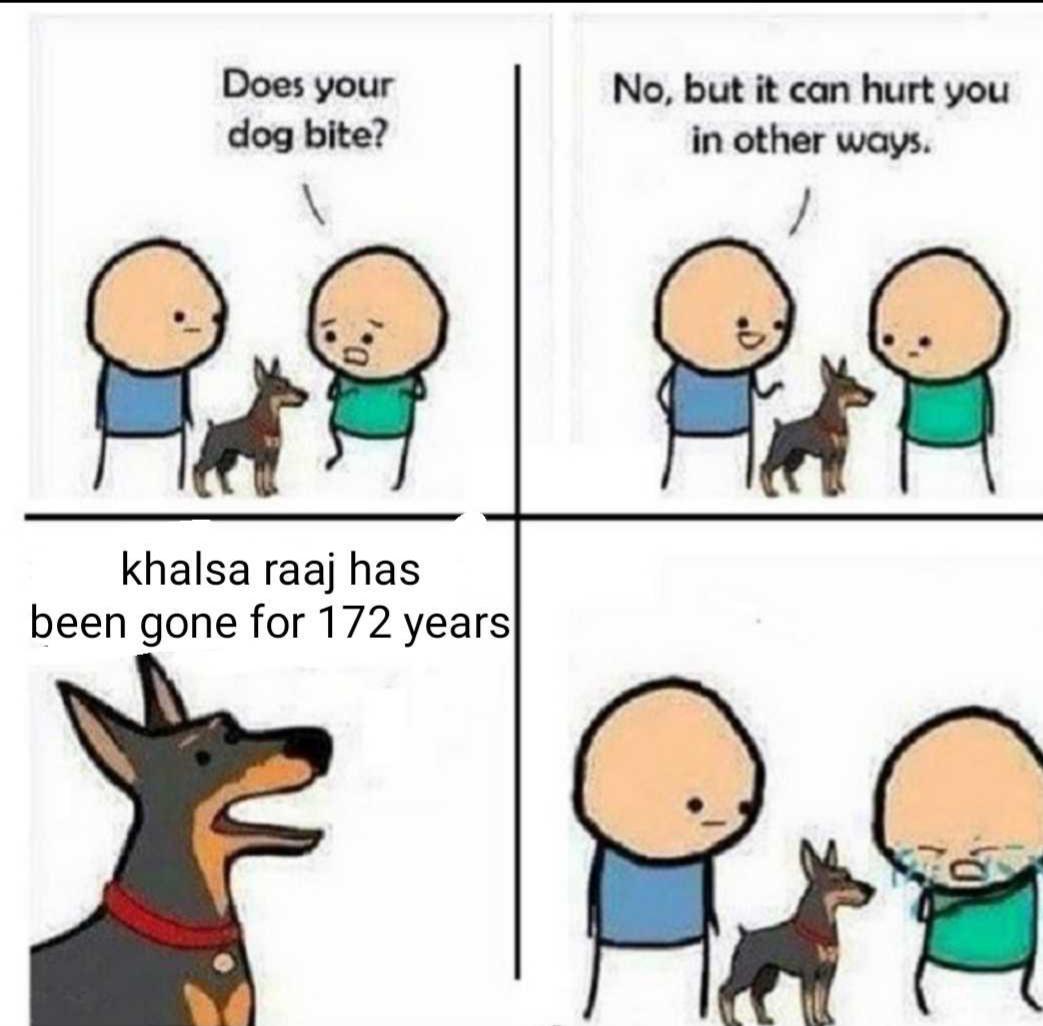 Does your
dog bite?
No, but it can hurt you
in other ways.
khalsa raaj has
been gone for 172 years